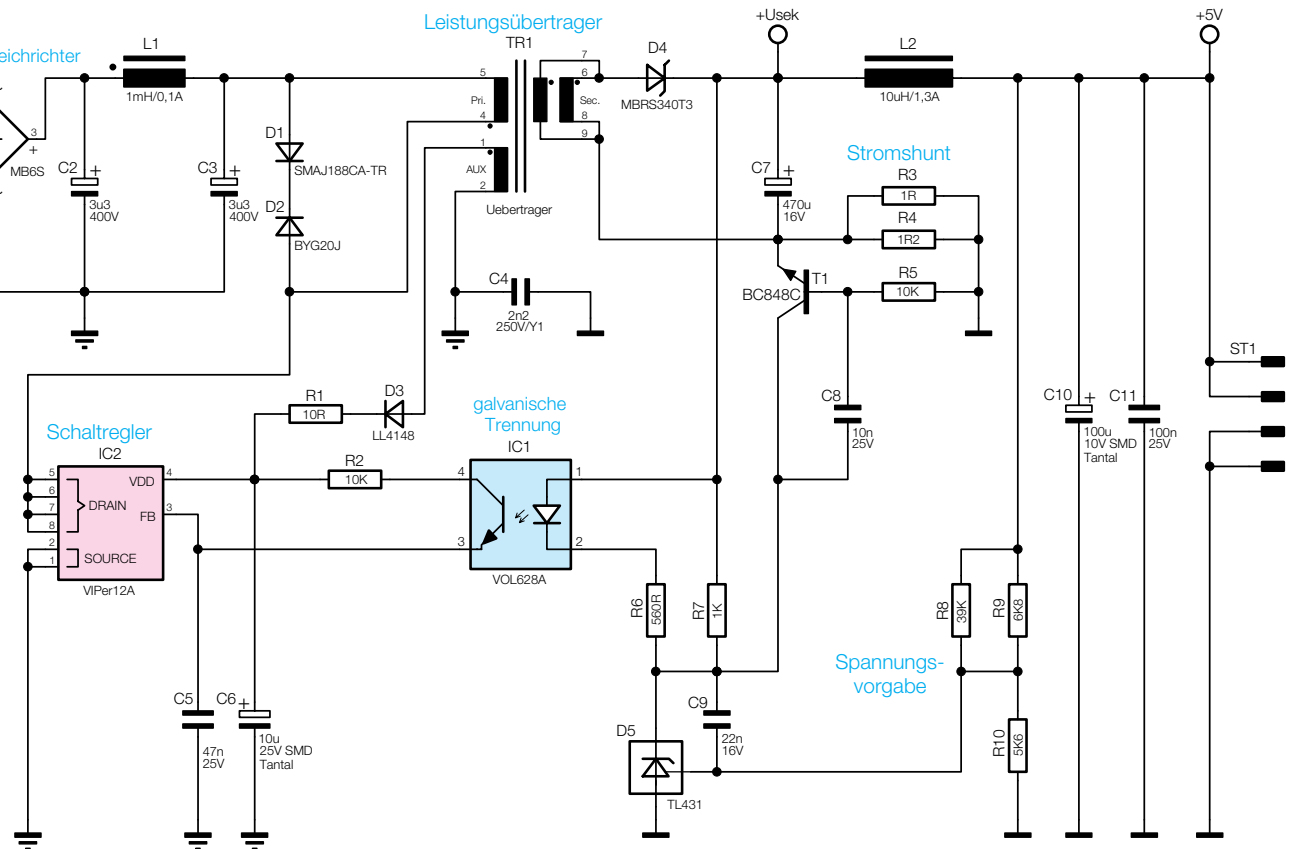 eichrichter
3
+
MB6S
C2
+
3u3
400V
L1
1mH/0,1A
C3
+
3u3
400V
D1
SMAJ188CA-TR
D2
BYG20J
Leistungsübertrager
TR1
5
Pri.
4
1
AUX
2
7
6
Sec.
8
9
Uebertrager
D4
MBRS340T3
+Usek
L2
10uH/1,3A
+5V
C7
+
470u
16V
Stromshunt
R3
1R
R4
1R2
R5
10K
T1
BC848C
C4
2n2
250V/Y1
R1
10R
D3
LL4148
galvanische
Trennung
IC1
4
1
3
2
VOL628A
Schaltregler
IC2
5
6
7
8
2
1
VDD
4
FB
3
DRAIN
SOURCE
VIPer12A
R2
10K
C8
10n
25V
C10
+
100u
10V SMD
Tantal
C11
100n
25V
ST1
R6
560R
R7
1K
R8
39K
R9
6K8
Spannungs-
vorgabe
C5
47n
25V
C6
+
10u
25V SMD
Tantal
C9
22n
16V
D5
TL431
R10
5K6